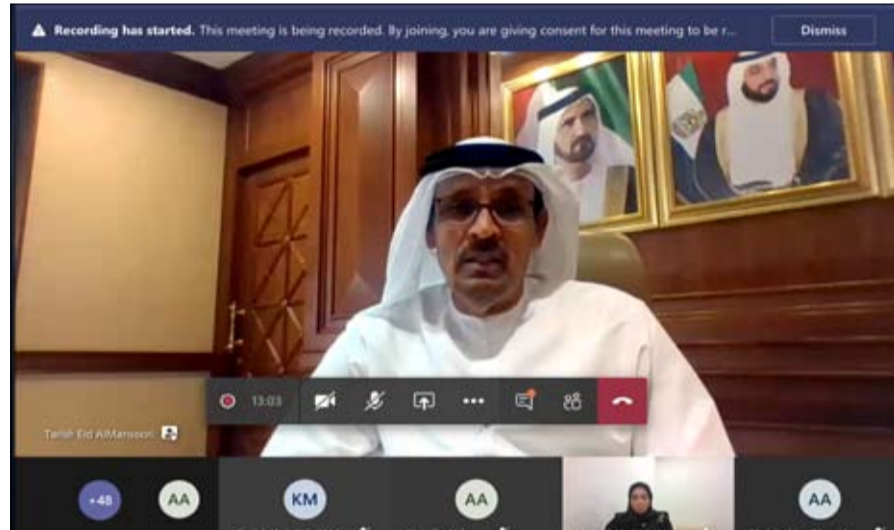 Recording has started. This meeting is being recorded. By joining, you are giving consent for this meeting to be r...
Dismiss
13:03
Tarish Eid AlMansoori
+48
AA
KM
AA
AA